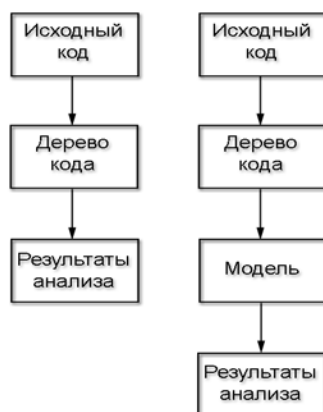 Исходный
код
Дерево
кода
Результаты
анализа
Исходный
код
Дерево
кода
Модель
Результаты
анализа